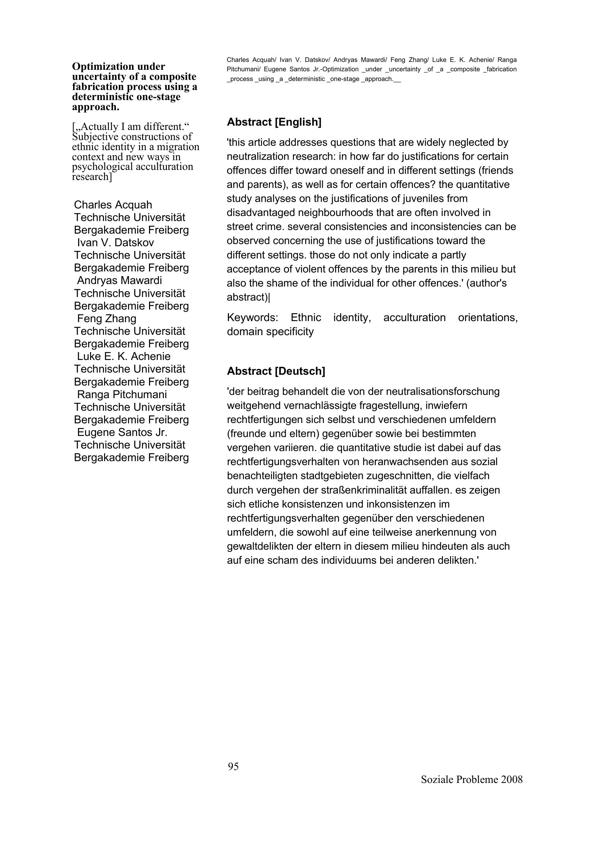 Optimization under
uncertainty of a composite
fabrication process using a
deterministic one-stage
approach.
[„Actually I am different.“
Subjective constructions of
ethnic identity in a migration
context and new ways in
psychological acculturation
research]
Charles Acquah
Technische Universität
Bergakademie Freiberg
Ivan V. Datskov
Technische Universität
Bergakademie Freiberg
Andryas Mawardi
Technische Universität
Bergakademie Freiberg
Feng Zhang
Technische Universität
Bergakademie Freiberg
Luke E. K. Achenie
Technische Universität
Bergakademie Freiberg
Ranga Pitchumani
Technische Universität
Bergakademie Freiberg
Eugene Santos Jr.
Technische Universität
Bergakademie Freiberg
Charles Acquah/ Ivan V. Datskov/ Andryas Mawardi/ Feng Zhang/ Luke E. K. Achenie/ Ranga
Pitchumani/ Eugene Santos Jr.-Optimization _under _uncertainty _of _a _composite _fabrication
_process _using _a _deterministic _one-stage _approach.__
Abstract [English]
'this article addresses questions that are widely neglected by
neutralization research: in how far do justifications for certain
offences differ toward oneself and in different settings (friends
and parents), as well as for certain offences? the quantitative
study analyses on the justifications of juveniles from
disadvantaged neighbourhoods that are often involved in
street crime. several consistencies and inconsistencies can be
observed concerning the use of justifications toward the
different settings. those do not only indicate a partly
acceptance of violent offences by the parents in this milieu but
also the shame of the individual for other offences.' (author's
abstract)|
Keywords: Ethnic identity, acculturation orientations,
domain specificity
Abstract [Deutsch]
'der beitrag behandelt die von der neutralisationsforschung
weitgehend vernachlässigte fragestellung, inwiefern
rechtfertigungen sich selbst und verschiedenen umfeldern
(freunde und eltern) gegenüber sowie bei bestimmten
vergehen variieren. die quantitative studie ist dabei auf das
rechtfertigungsverhalten von heranwachsenden aus sozial
benachteiligten stadtgebieten zugeschnitten, die vielfach
durch vergehen der straßenkriminalität auffallen. es zeigen
sich etliche konsistenzen und inkonsistenzen im
rechtfertigungsverhalten gegenüber den verschiedenen
umfeldern, die sowohl auf eine teilweise anerkennung von
gewaltdelikten der eltern in diesem milieu hindeuten als auch
auf eine scham des individuums bei anderen delikten.'
95
Soziale Probleme 2008